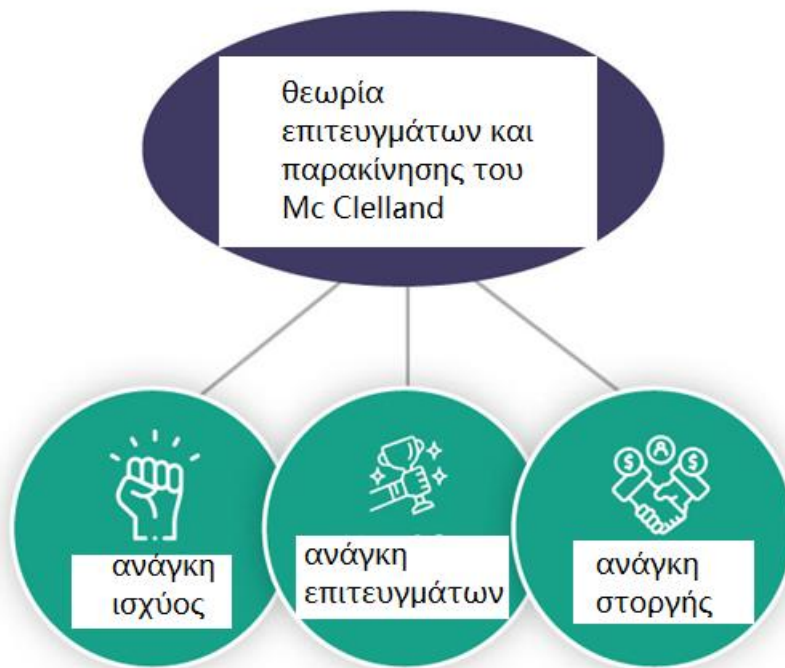 θεωρία
επιτευγμάτων και
παρακίνησης του
Mc Clelland
ανάγκη
ισχύος
ανάγκη
επιτευγμάτων
ανάγκη
στοργής